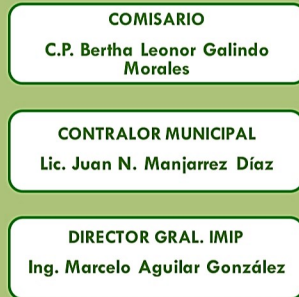 COMISARIO
C.P. Bertha Leonor Galindo
Morales
CONTRALOR MUNICIPAL
Lic. Juan N. Manjarrez Díaz
DIRECTOR GRAL. IMIP
Ing. Marcelo Aguilar González